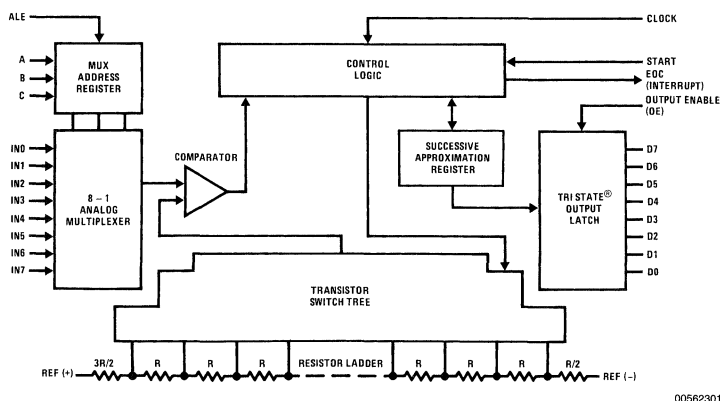 ALE
CLOCK
MUX
ADDRESS
REGISTER
A
B
C
CONTROL
LOGIC
START
EOC
(INTERRUPT)
OUTPUT ENABLE
(OE)
IN0
IN1
IN2
IN3
IN4
IN5
IN6
IN7
8 – 1
ANALOG
MULTIPLEXER
COMPARATOR
SUCCESSIVE
APPROXIMATION
REGISTER
TRI STATE®
OUTPUT
LATCH
D7
D6
D5
D4
D3
D2
D1
D0
TRANSISTOR
SWITCH TREE
REF (+) 3R/2 R R R RESISTOR LADDER R R R R/2 REF (–)
00562301